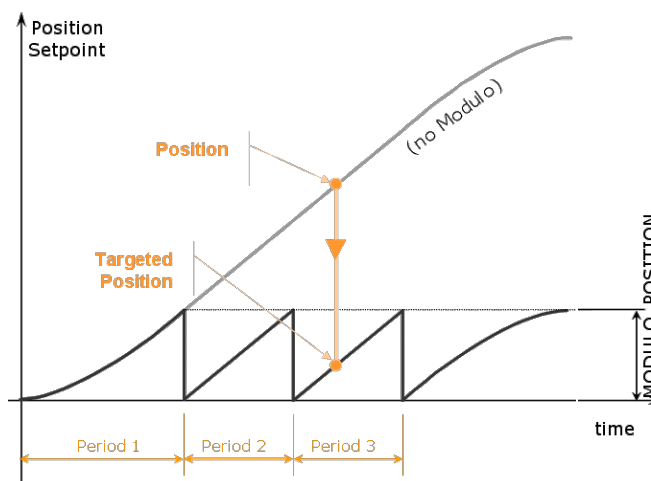 Position
Setpoint
(no Modulo)
Position
Targeted
Position
MODULO POSITION
time
Period 1
Period 2
Period 3